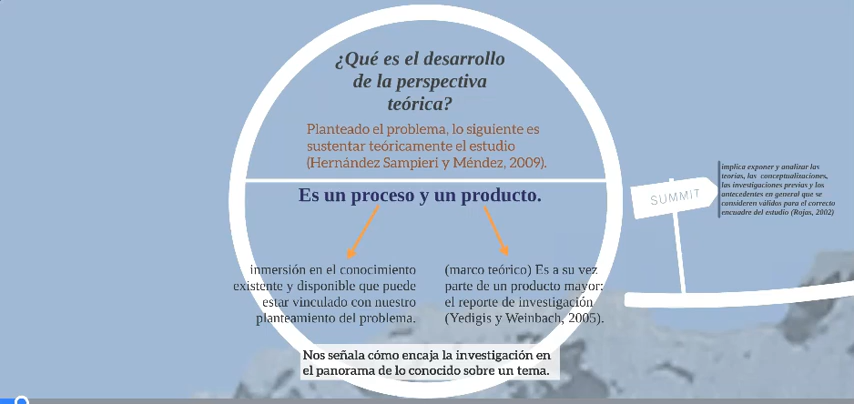 ¿Qué es el desarrollo
de la perspectiva
teórica?
Planteado el problema, lo siguiente es
sustentar teóricamente el estudio
(Hernández Sampieri y Méndez, 2009).
Es un proceso y un producto.
inmersión en el conocimiento
existente y disponible que puede
estar vinculado con nuestro
planteamiento del problema.
(marco teórico) Es a su vez
parte de un producto mayor:
el reporte de investigación
(Yedigis y Weinbach, 2005).
Nos señala cómo encaja la investigación en
el panorama de lo conocido sobre un tema.
SUMMIT
implica exponer y analizar las
teorías, las conceptualizaciones,
las investigaciones previas y los
antecedentes en general que se
consideren válidos para el correcto
encuadre del estudio (Rojas, 2002)